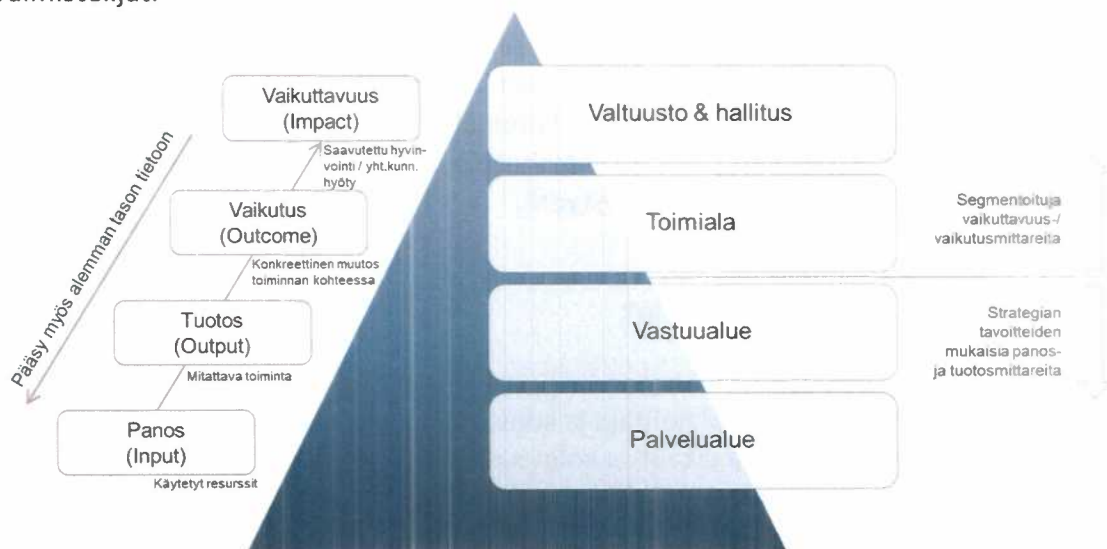 Vaikuttavuus
(Impact)
Saavutettu hyvin-
vointi / yht.kunn.
hyöty
Vaikutus
(Outcome)
Konkreettinen muutos
toiminnan kohteessa
Tuotos
(Output)
Mitattava toiminta
Panos
(Input)
Käytetyt resurssit
Pääsy myös alemman tason tietoon
Valtuusto & hallitus
Toimiala
Vastuualue
Palvelualue
Segmentoituja
vaikuttavuus-/
vaikutusmittareita
Strategian
tavoitteiden
mukaisia panos-
ja tuotosmittareita